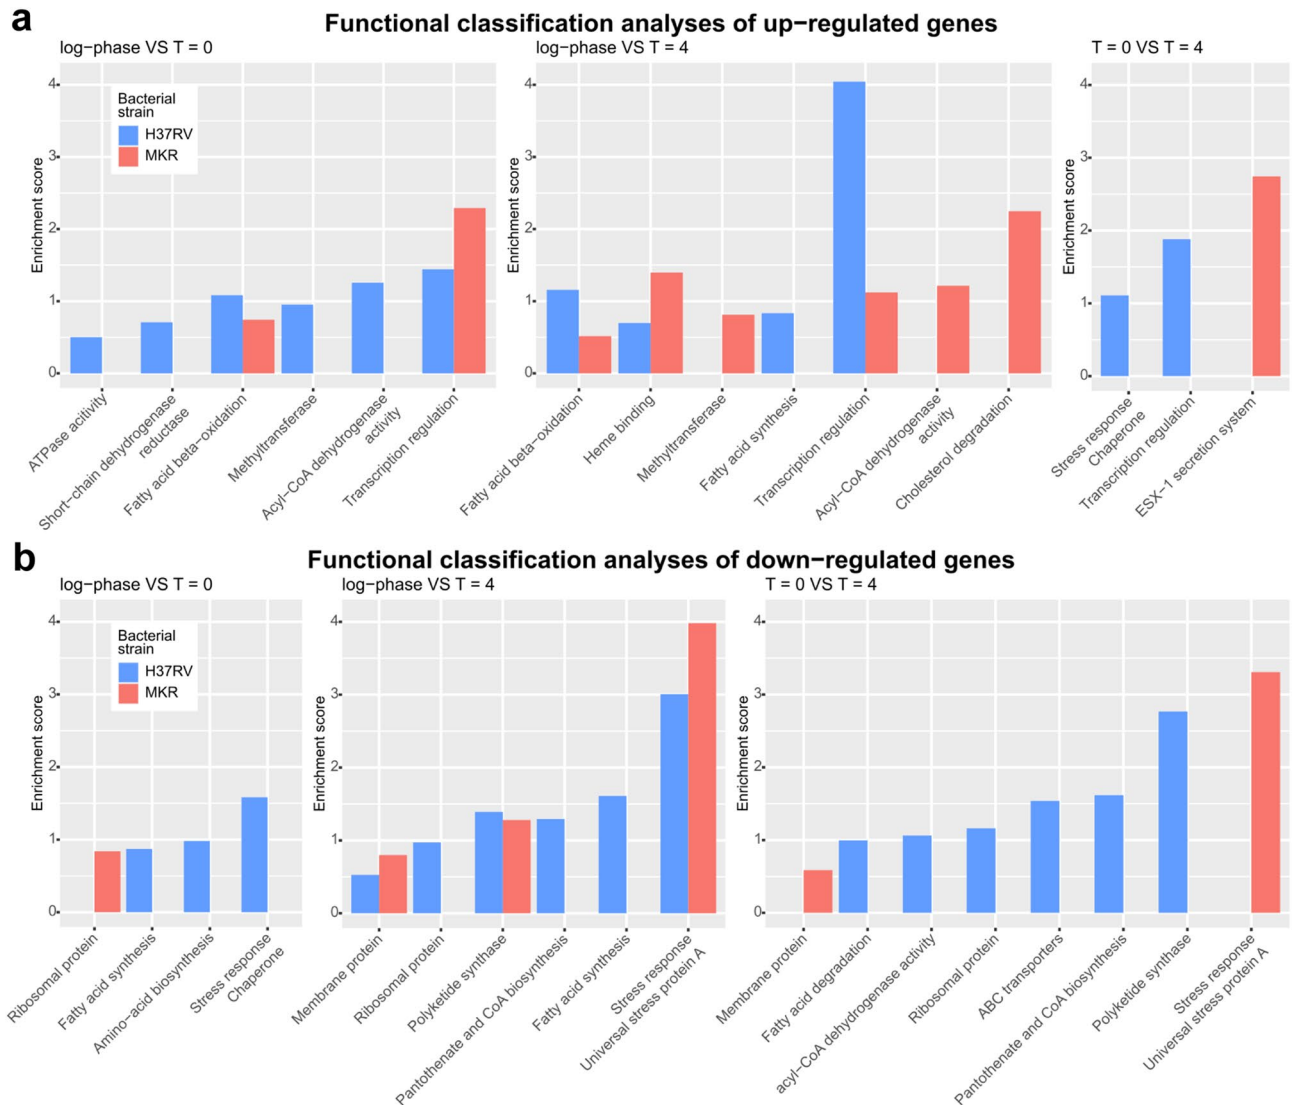 a
Functional classification analyses of up−regulated genes
log−phase VS T = 0
log−phase VS T = 4
T = 0 VS T = 4
Bacterial
strain
H37RV
MKR
Enrichment score
4
3
2
1
0
ATPase acitivity
Short−chain dehydrogenase
reductase
Fatty acid beta−oxidation
Methyltransferase
Acyl−CoA dehydrogenase
activity
Transcription regulation
Enrichment score
4
3
2
1
0
Fatty acid beta−oxidation
Heme binding
Methyltransferase
Fatty acid synthesis
Transcription regulation
Acyl−CoA dehydrogenase
activity
Cholesterol degradation
Enrichment score
4
3
2
1
0
Stress response
Chaperone
Transcription regulation
ESX−1 secretion system
b
Functional classification analyses of down−regulated genes
log−phase VS T = 0
log−phase VS T = 4
T = 0 VS T = 4
Bacterial
strain
H37RV
MKR
Enrichment score
4
3
2
1
0
Ribosomal protein
Fatty acid synthesis
Amino−acid biosynthesis
Stress response
Chaperone
Enrichment score
4
3
2
1
0
Membrane protein
Ribosomal protein
Polyketide synthase
Pantothenate and CoA biosynthesis
Fatty acid synthesis
Stress response
Universal stress protein A
Enrichment score
4
3
2
1
0
Membrane protein
Fatty acid degradation
acyl−CoA dehydrogenase activity
Ribosomal protein
ABC transporters
Pantothenate and CoA biosynthesis
Polyketide synthase
Stress response
Universal stress protein A